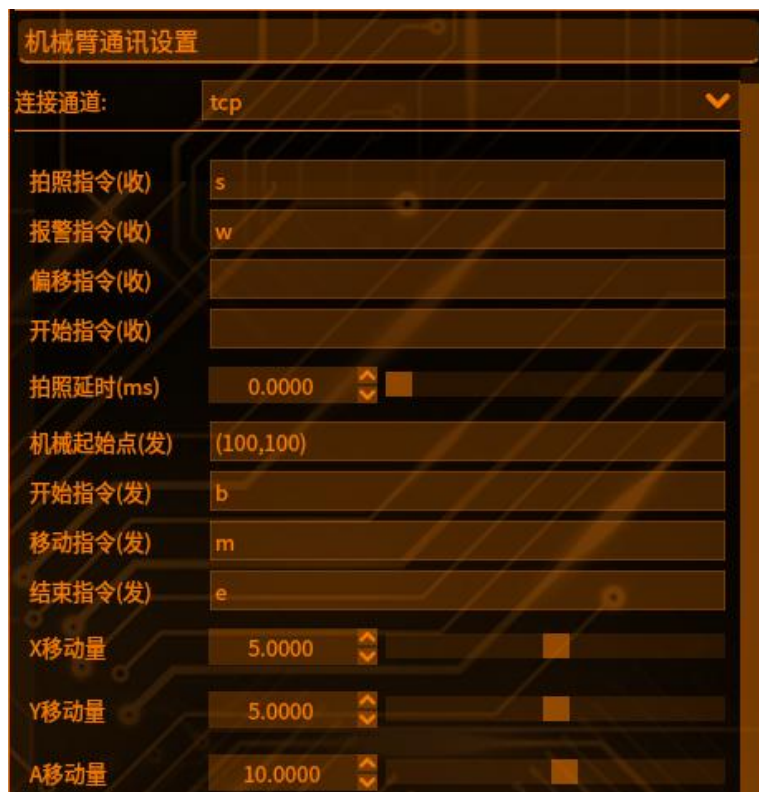 机械臂通讯设置
连接通道: tcp
拍照指令(收) s
报警指令(收) w
偏移指令(收)
开始指令(收)
拍照延时(ms) 0.0000
机械起始点(发) (100,100)
开始指令(发) b
移动指令(发) m
结束指令(发) e
X移动量 5.0000
Y移动量 5.0000
A移动量 10.0000